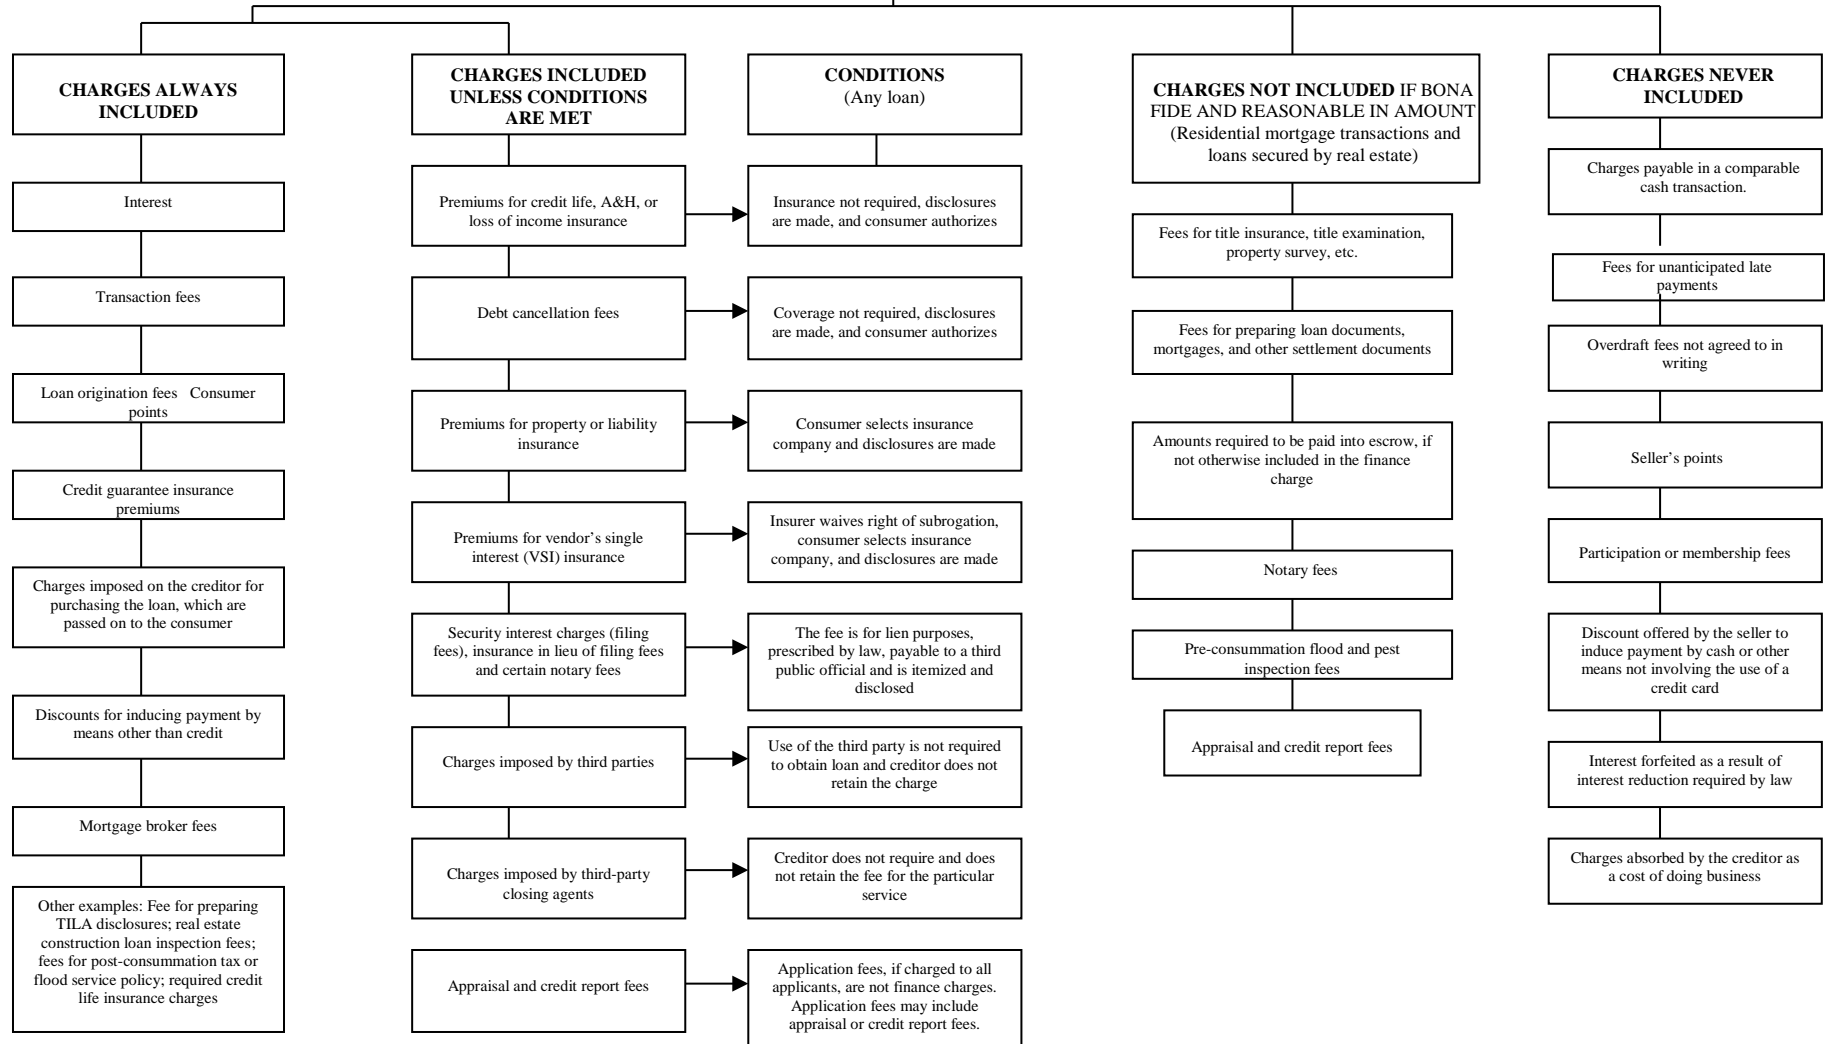 CHARGES ALWAYS
INCLUDED
Interest
Transaction fees
Loan origination fees   Consumer
points
Credit guarantee insurance
premiums
Charges imposed on the creditor for
purchasing the loan, which are
passed on to the consumer
Discounts for inducing payment by
means other than credit
Mortgage broker fees
Other examples: Fee for preparing
TILA disclosures; real estate
construction loan inspection fees;
fees for post-consummation tax or
flood service policy; required credit
life insurance charges
CHARGES INCLUDED
UNLESS CONDITIONS
ARE MET
CONDITIONS
(Any loan)
Premiums for credit life, A&H, or
loss of income insurance
Insurance not required, disclosures
are made, and consumer authorizes
Debt cancellation fees
Coverage not required, disclosures
are made, and consumer authorizes
Premiums for property or liability
insurance
Consumer selects insurance
company and disclosures are made
Premiums for vendor’s single
interest (VSI) insurance
Insurer waives right of subrogation,
consumer selects insurance
company, and disclosures are made
Security interest charges (filing
fees), insurance in lieu of filing fees
and certain notary fees
The fee is for lien purposes,
prescribed by law, payable to a third
public official and is itemized and
disclosed
Charges imposed by third parties
Use of the third party is not required
to obtain loan and creditor does not
retain the charge
Charges imposed by third-party
closing agents
Creditor does not require and does
not retain the fee for the particular
service
Appraisal and credit report fees
Application fees, if charged to all
applicants, are not finance charges.
Application fees may include
appraisal or credit report fees.
CHARGES NOT INCLUDED IF BONA
FIDE AND REASONABLE IN AMOUNT
(Residential mortgage transactions and
loans secured by real estate)
Fees for title insurance, title examination,
property survey, etc.
Fees for preparing loan documents,
mortgages, and other settlement documents
Amounts required to be paid into escrow, if
not otherwise included in the finance
charge
Notary fees
Pre-consummation flood and pest
inspection fees
Appraisal and credit report fees
CHARGES NEVER
INCLUDED
Charges payable in a comparable
cash transaction.
Fees for unanticipated late
payments
Overdraft fees not agreed to in
writing
Seller’s points
Participation or membership fees
Discount offered by the seller to
induce payment by cash or other
means not involving the use of a
credit card
Interest forfeited as a result of
interest reduction required by law
Charges absorbed by the creditor as
a cost of doing business